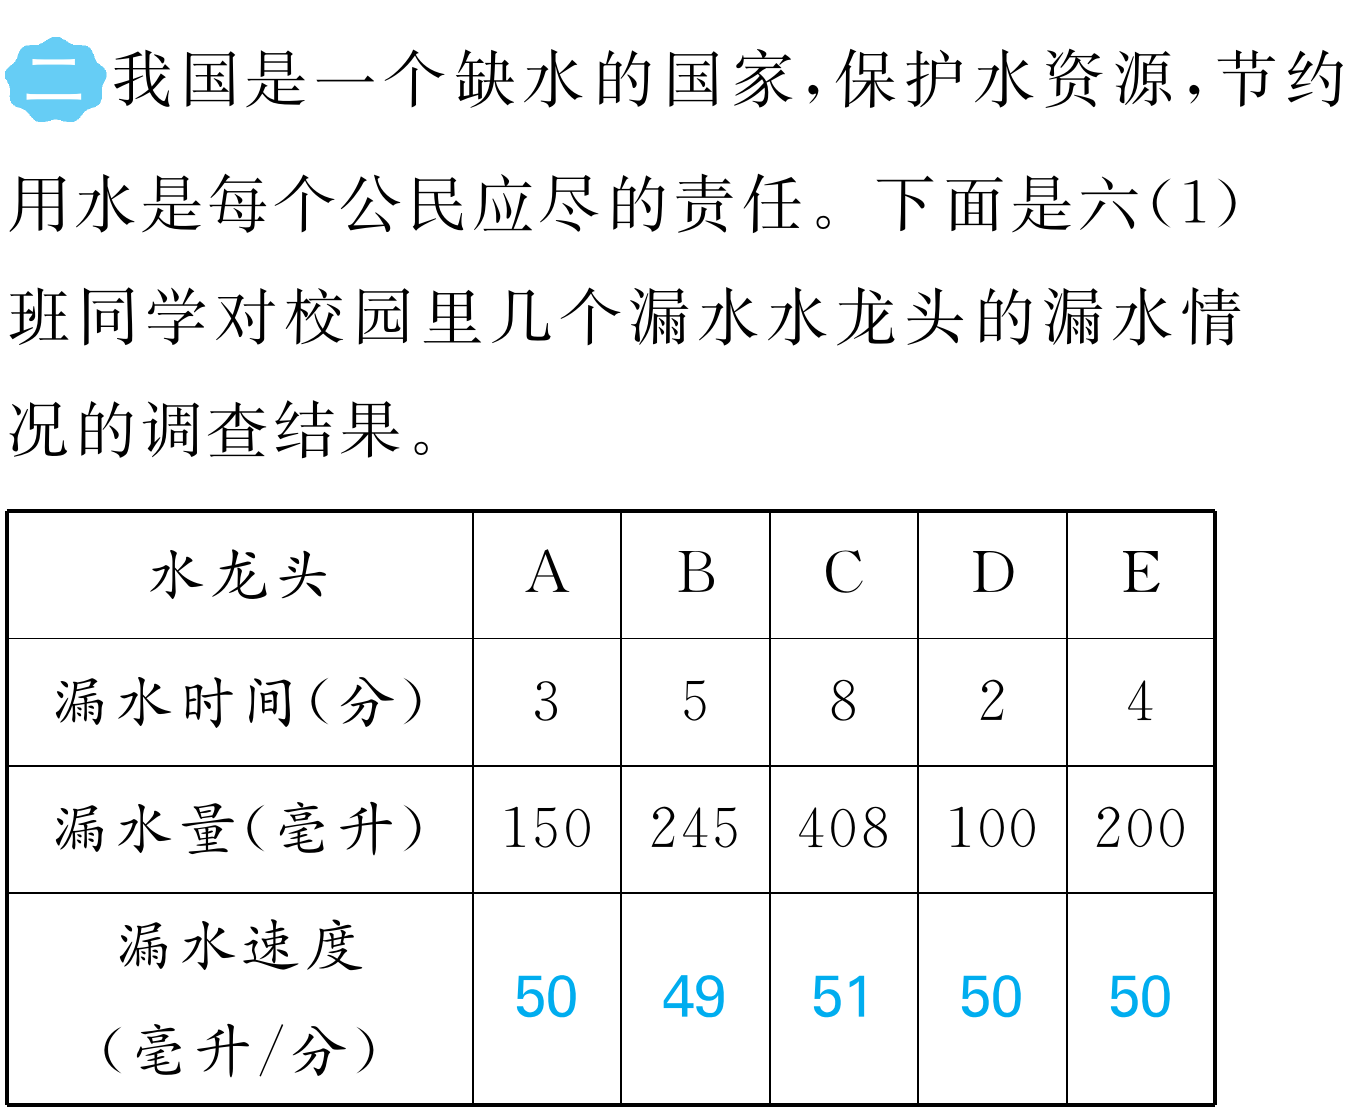 二 我国是一个缺水的国家,保护水资源,节约
用水是每个公民应尽的责任。下面是六(1)
班同学对校园里几个漏水水龙头的漏水情
况的调查结果。
水龙头 A B C D E
漏水时间(分) 3 5 8 2 4
漏水量(毫升) 150 245 408 100 200
漏水速度
(毫升/分) 50 49 51 50 50